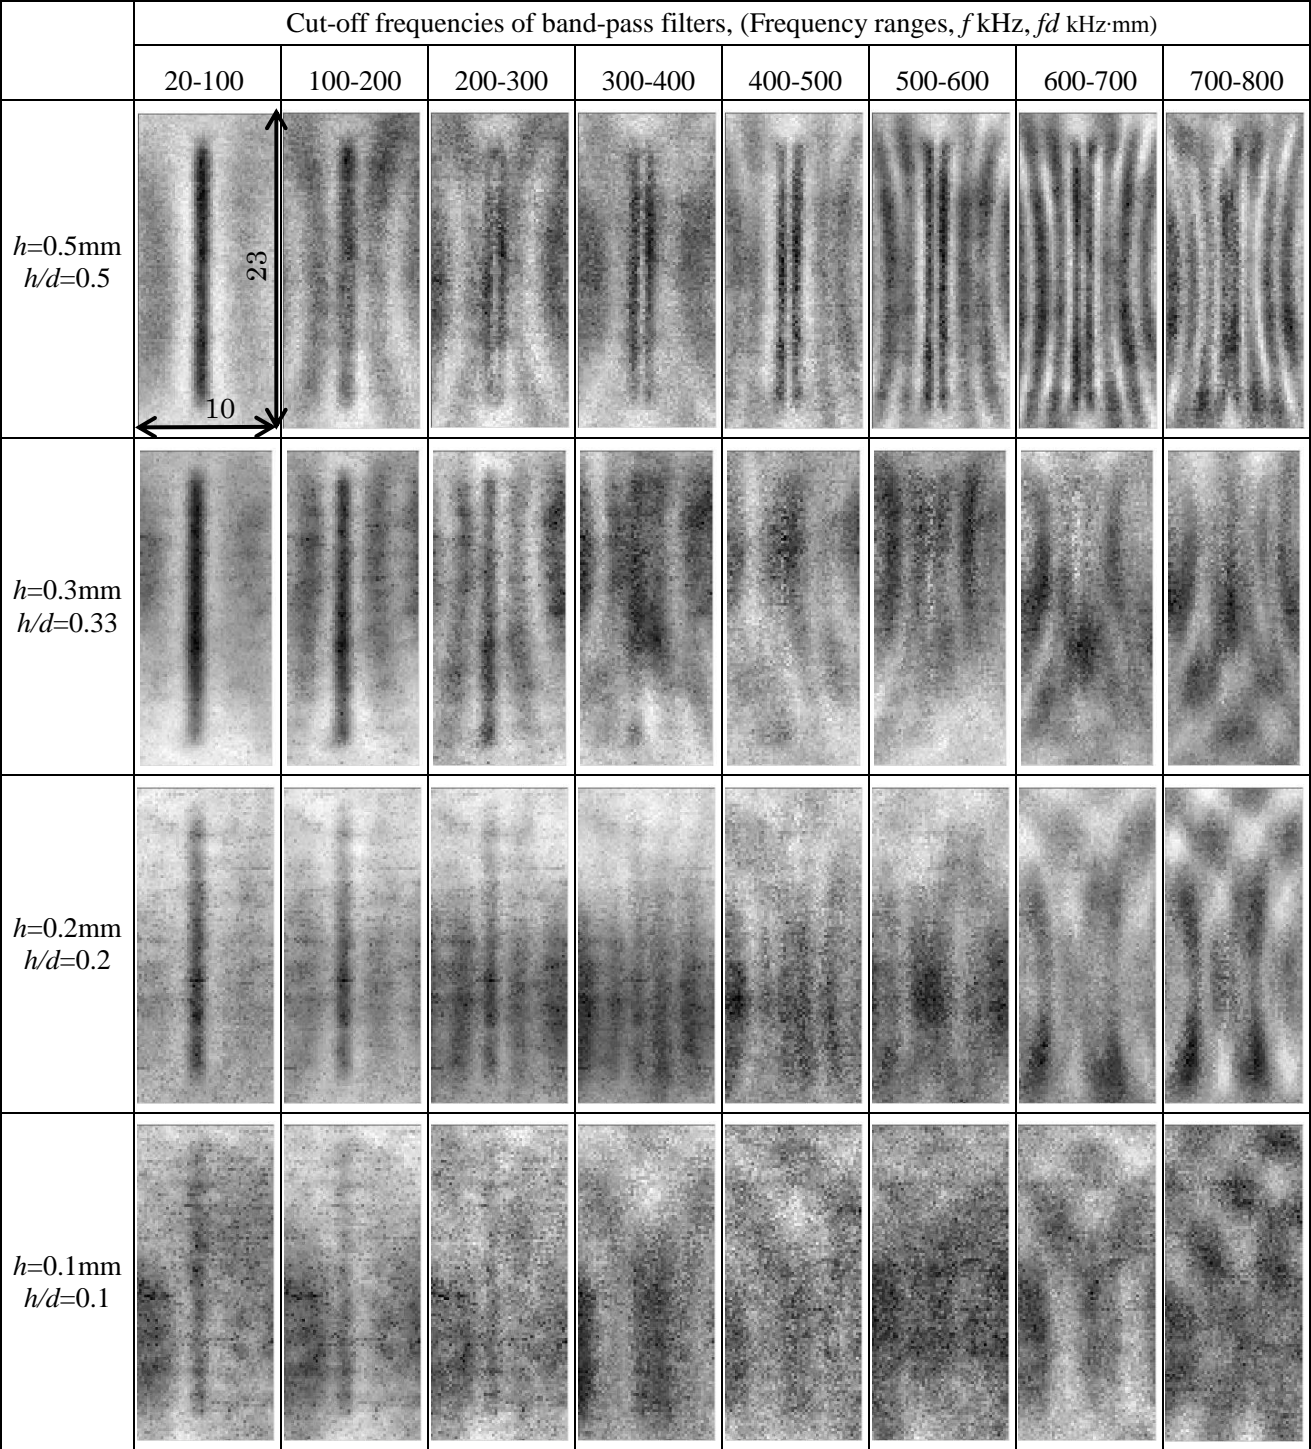 Cut-off frequencies of band-pass filters, (Frequency ranges, f kHz, fd kHz·mm)
20-100 100-200 200-300 300-400 400-500 500-600 600-700 700-800
h=0.5mm
h/d=0.5
23
10
h=0.3mm
h/d=0.33
h=0.2mm
h/d=0.2
h=0.1mm
h/d=0.1